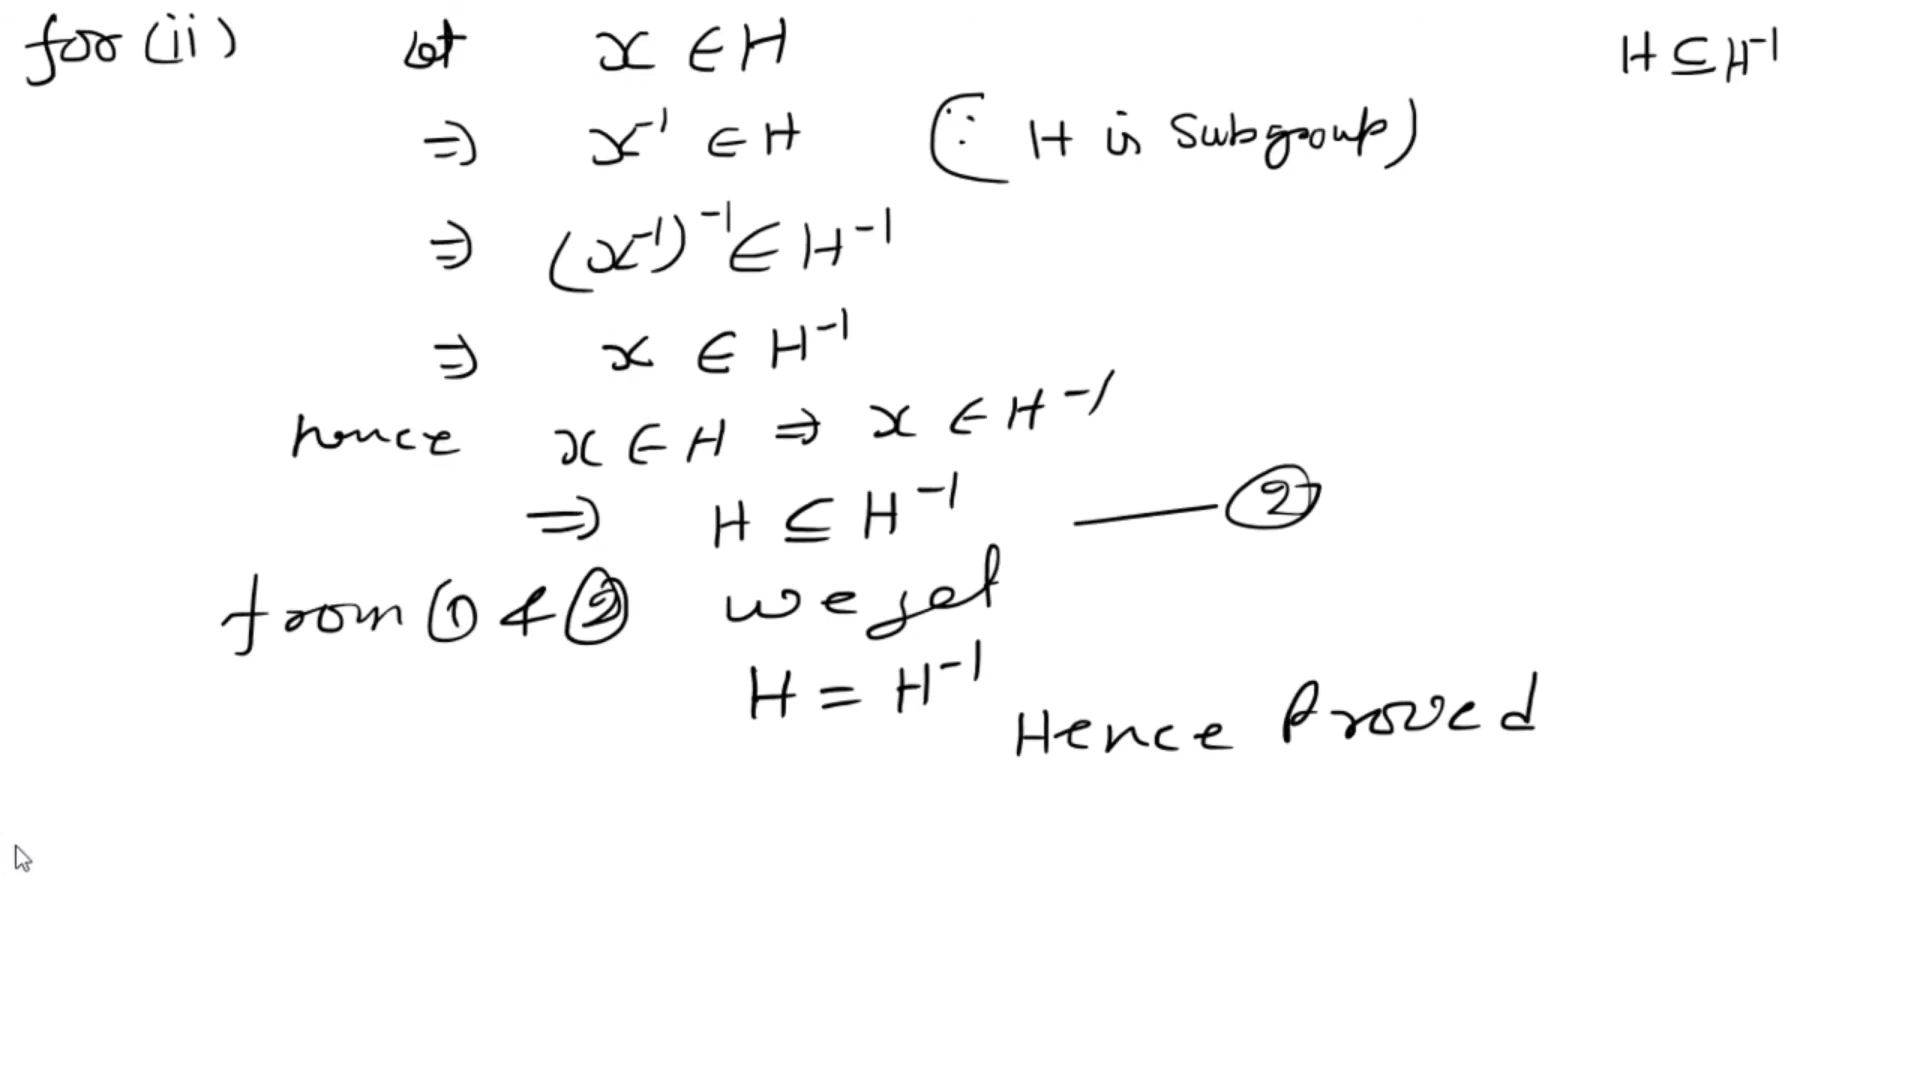 for (ii) let x ∈ H H ⊆ H⁻¹
⇒ x⁻¹ ∈ H (∵ H is Subgroup)
⇒ (x⁻¹)⁻¹ ∈ H⁻¹
⇒ x ∈ H⁻¹
hence x ∈ H ⇒ x ∈ H⁻¹
⇒ H ⊆ H⁻¹ —— ②
from ① & ② we get
H = H⁻¹
Hence Proved